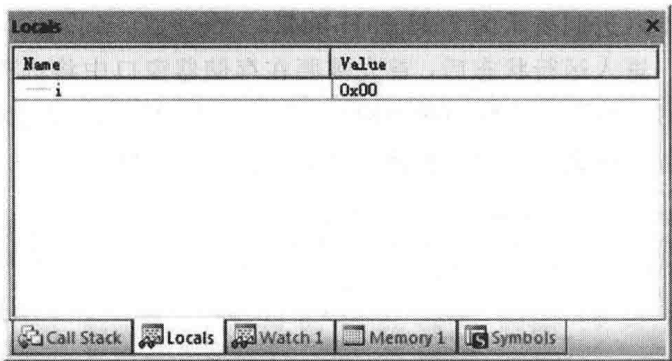 Locals
Name Value
i 0x00
Call Stack Locals Watch 1 Memory 1 Symbols